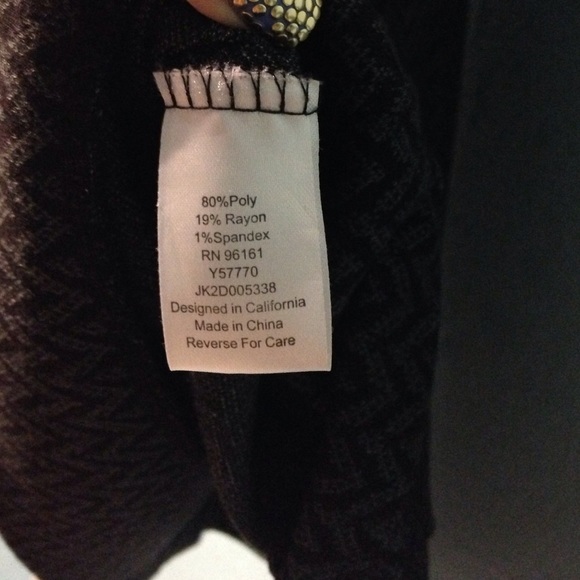 80%Poly
19% Rayon
1%Spandex
RN 96161
Y57770
JK2D005338
Designed in California
Made in China
Reverse For Care